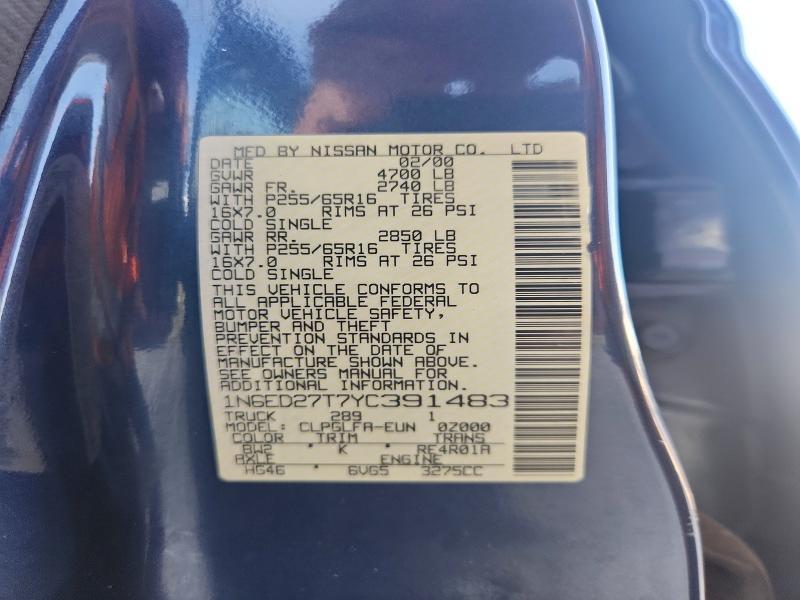 MFD BY NISSAN MOTOR CO. LTD
DATE 02/00
GVWR 4700 LB
GAWR FR. 2740 LB
WITH P255/65R16 TIRES
16X7.0 RIMS AT 26 PSI
COLD SINGLE
GAWR RR. 2850 LB
WITH P255/65R16 TIRES
16X7.0 RIMS AT 26 PSI
COLD SINGLE
THIS VEHICLE CONFORMS TO
ALL APPLICABLE FEDERAL
MOTOR VEHICLE SAFETY,
BUMPER AND THEFT
PREVENTION STANDARDS IN
EFFECT ON THE DATE OF
MANUFACTURE SHOWN ABOVE.
SEE OWNERS MANUAL FOR
ADDITIONAL INFORMATION
1N6ED27T7YC391483
TRUCK 289 1
MODEL: CLPGLFA-EUN 0Z000
COLOR TRIM TRANS
BW2 * K * RE4R01A
AXLE ENGINE
HG46 * 6VG5 3275CC